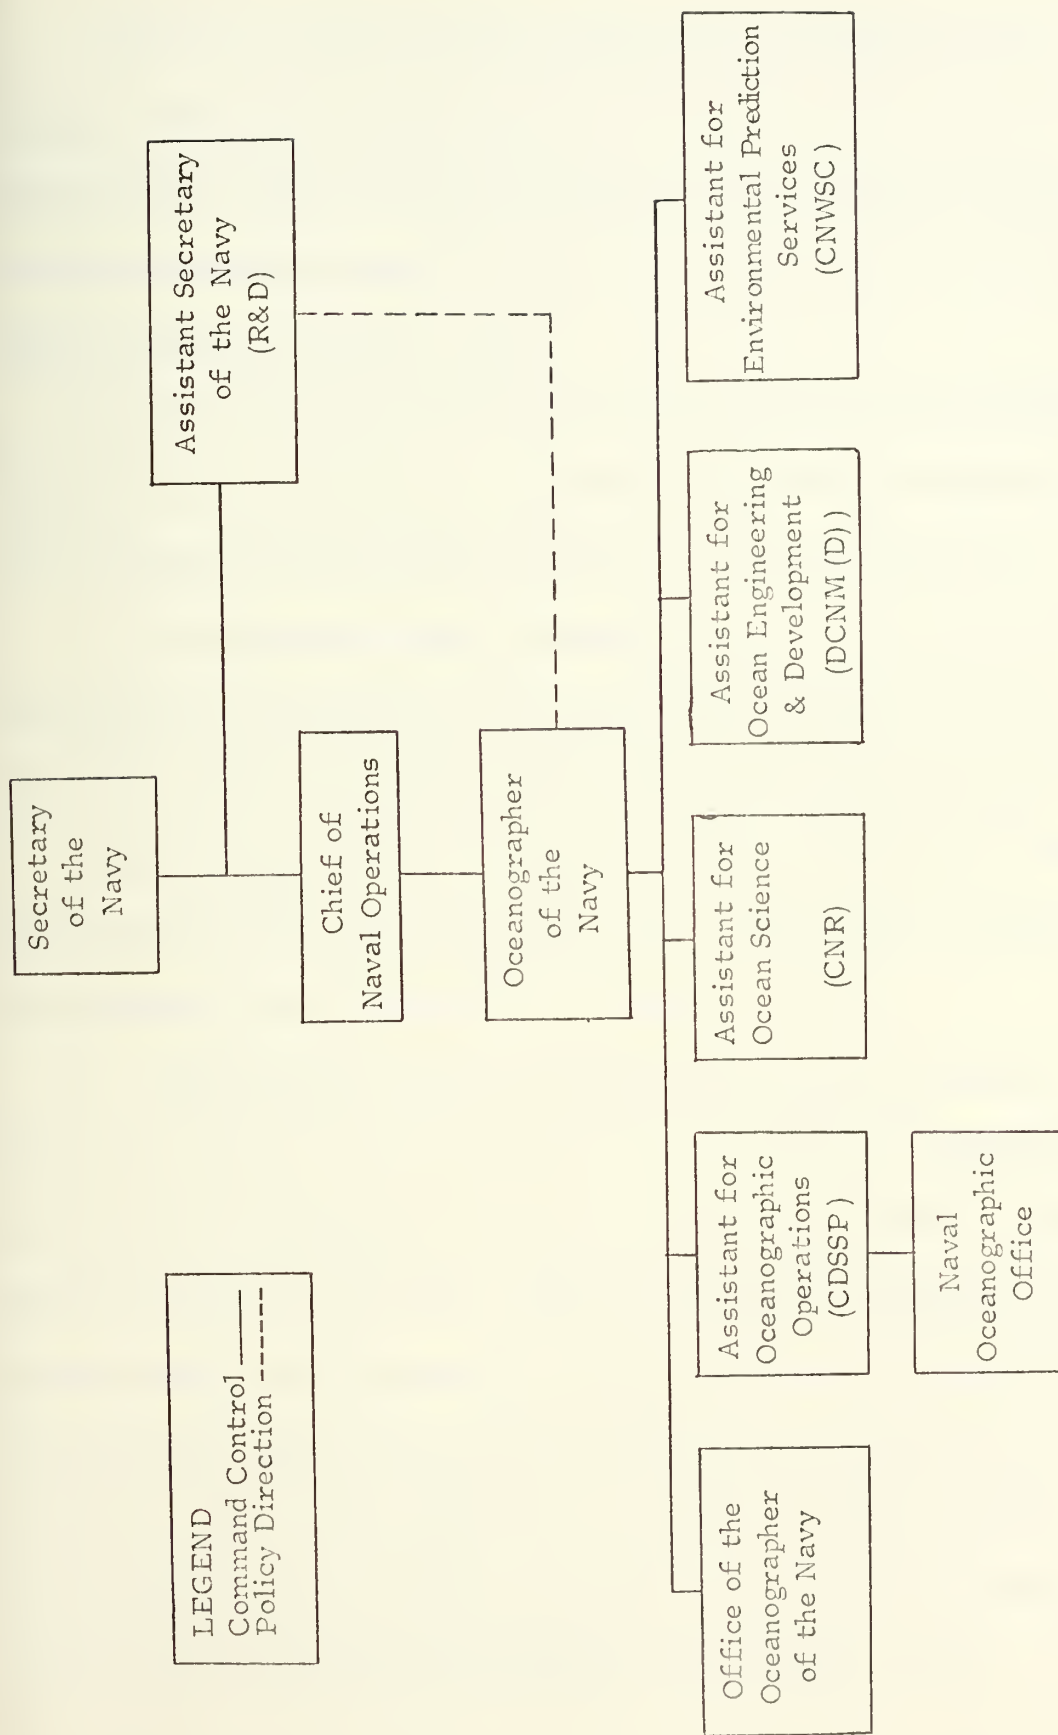 Secretary
of the
Navy
Assistant Secretary
of the Navy
(R&D)
LEGEND
Command Control
Policy Direction
Chief of
Naval Operations
Oceanographer
of the
Navy
Office of the
Oceanographer
of the Navy
Assistant for
Oceanographic
Operations
(CDSSP)
Assistant for
Ocean Science
(CNR)
Assistant for
Ocean Engineering
& Development
(DCNM (D))
Assistant for
Environmental Prediction
Services
(CNWSC)
Naval
Oceanographic
Office